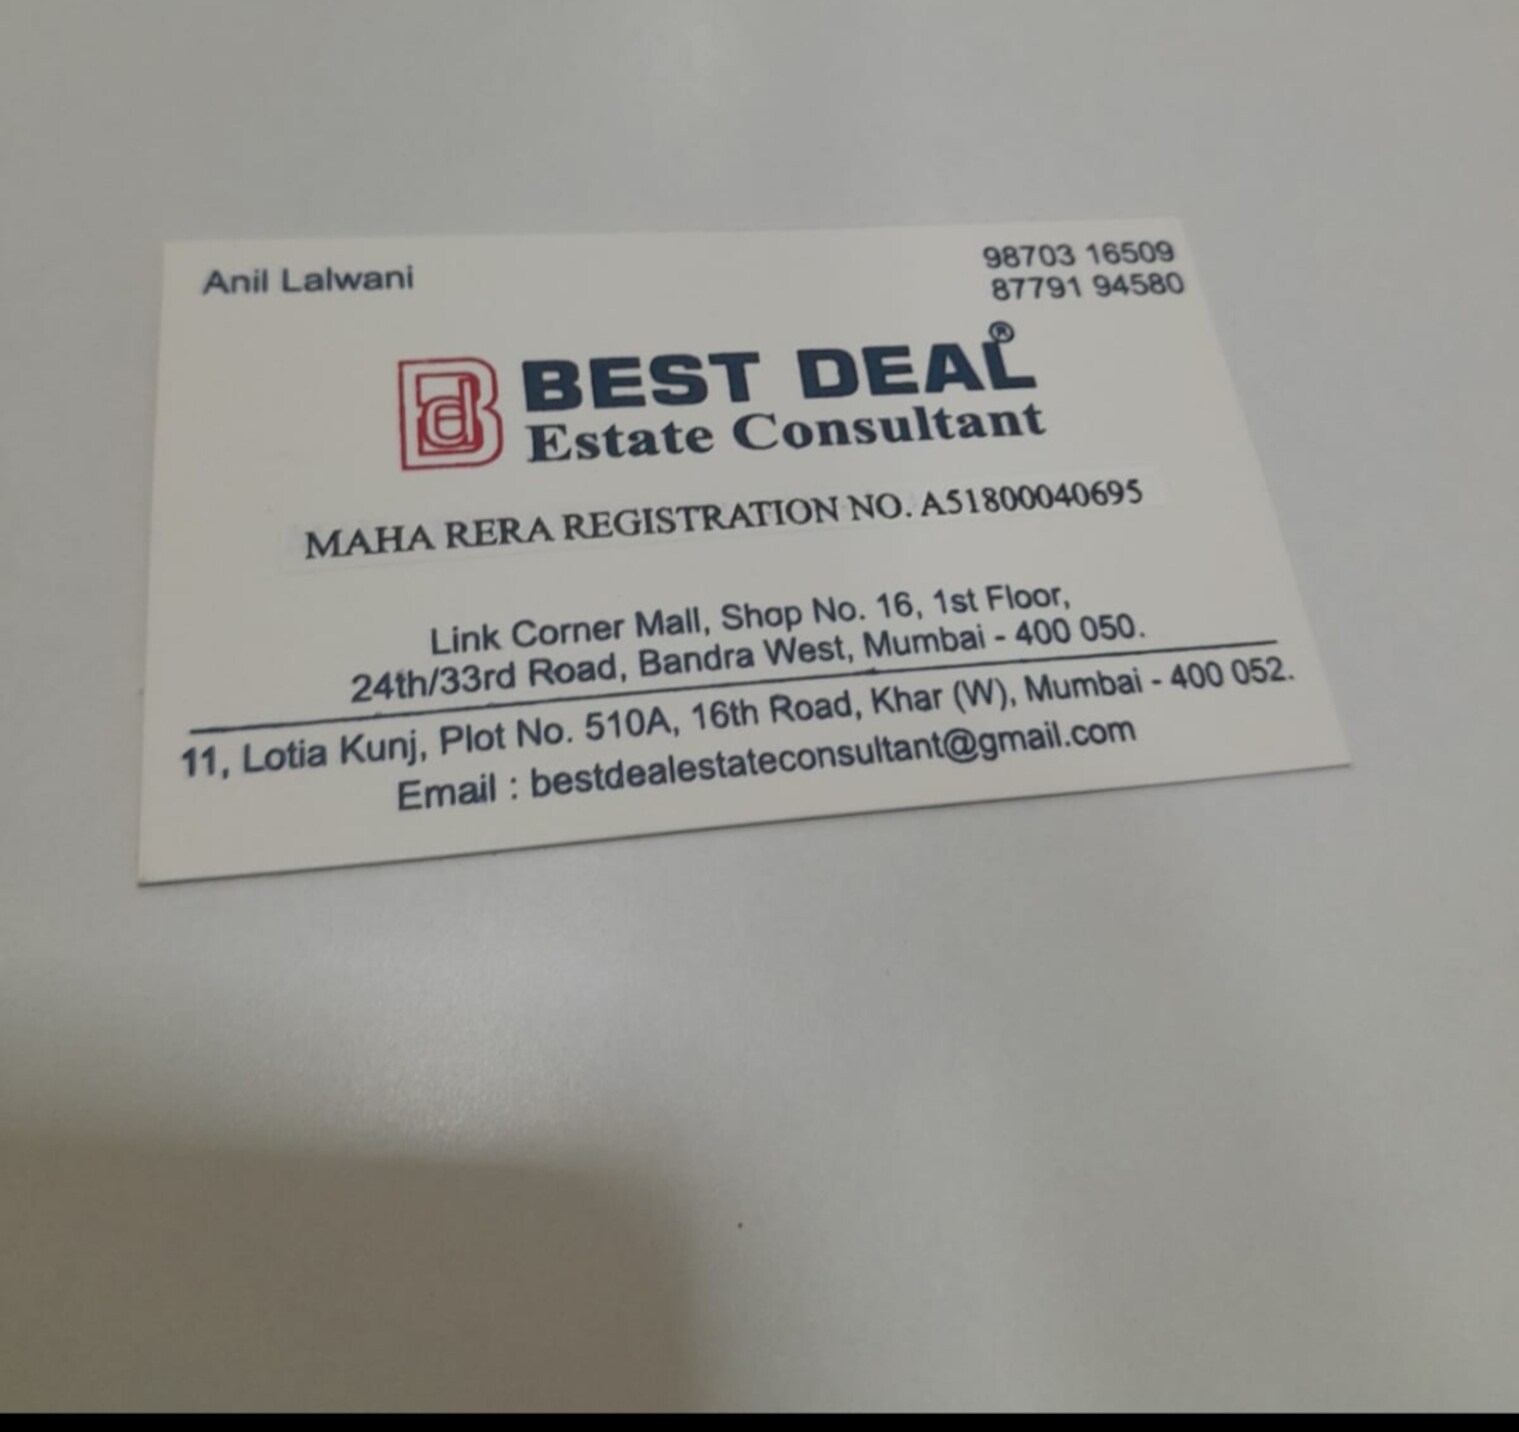 Anil Lalwani
98703 16509
87791 94580
Bde BEST DEAL®
Estate Consultant
MAHA RERA REGISTRATION NO. A51800040695
Link Corner Mall, Shop No. 16, 1st Floor,
24th/33rd Road, Bandra West, Mumbai - 400 050.
11, Lotia Kunj, Plot No. 510A, 16th Road, Khar (W), Mumbai - 400 052.
Email : bestdealestateconsultant@gmail.com